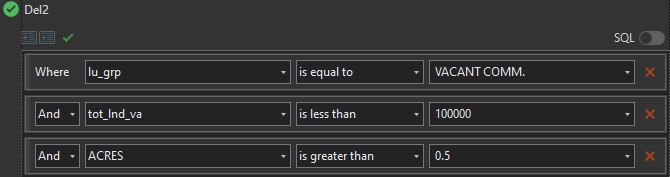 Del2
SQL
Where lu_grp is equal to VACANT COMM.
And tot_lnd_va is less than 100000
And ACRES is greater than 0.5